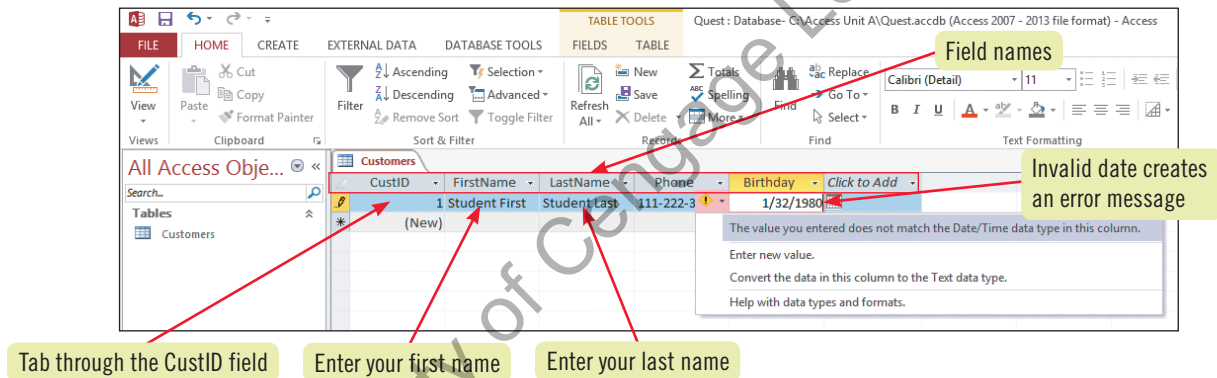 TABLE TOOLS Quest : Database- C:\Access Unit A\Quest.accdb (Access 2007 - 2013 file format) - Access
FILE HOME CREATE EXTERNAL DATA DATABASE TOOLS FIELDS TABLE
Field names
View
Paste
Cut
Copy
Format Painter
Filter
Ascending
Descending
Remove Sort
Selection
Advanced
Toggle Filter
Refresh All
New
Save
Delete
Totals
Spelling
More
Find
Replace
Go To
Select
Calibri (Detail) 11
B I U A
Views Clipboard Sort & Filter Records Find Text Formatting
Invalid date creates
an error message
All Access Obje... «
Search...
Tables
Customers
Customers
CustID FirstName LastName Phone Birthday Click to Add
1 Student First Student Last 111-222-3 1/32/1980
* (New)
The value you entered does not match the Date/Time data type in this column.
Enter new value.
Convert the data in this column to the Text data type.
Help with data types and formats.
Tab through the CustID field Enter your first name Enter your last name
of Cengage